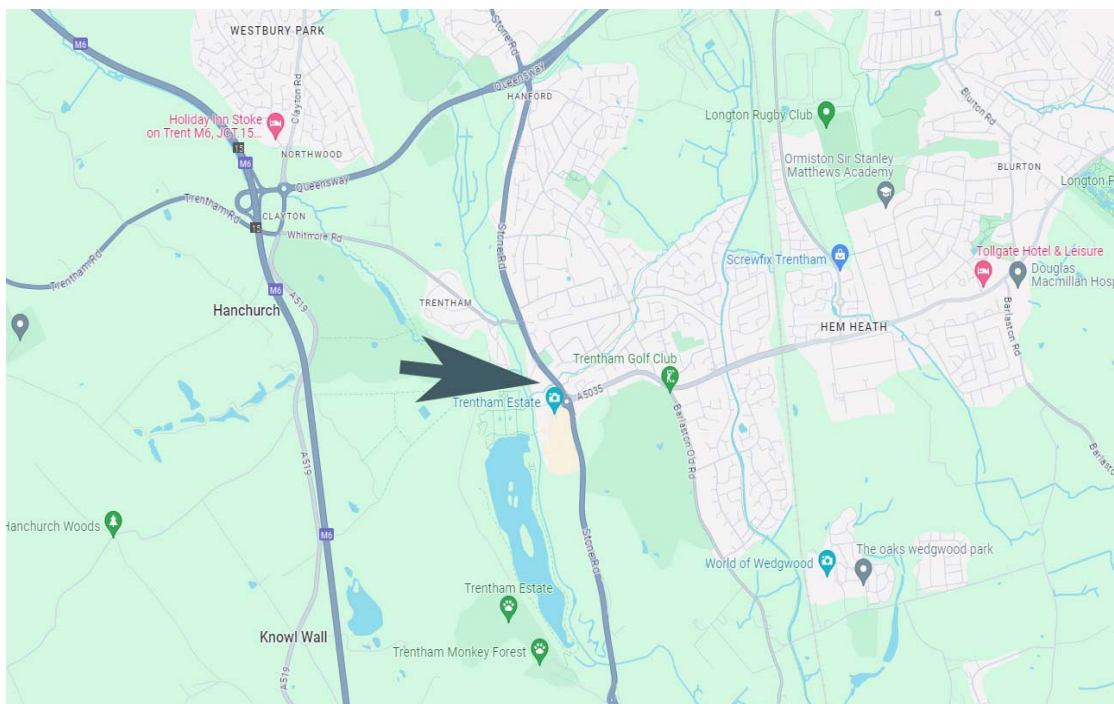 Stone Rd
WESTBURY PARK
M6
Queensway
Clayton Rd
HANFORD
Holiday Inn Stoke
on Trent M6, JCT.15...
Longton Rugby Club
Blurton Rd
15
M6
NORTHWOOD
Ormiston Sir Stanley
Matthews Academy
BLURTON
Queensway
Longton P
Trentham Rd
CLAYTON
15
Whitmore Rd
Stone Rd
Trentham Rd
Screwfix Trentham
Tollgate Hotel & Leisure
Douglas
Macmillan Hosp
M6
A519
Hanchurch
TRENTHAM
HEM HEATH
Barlaston Rd
Trentham Golf Club
Trentham Estate
A5035
Barlaston Old Rd
Barlaston
A519
Hanchurch Woods
M6
Stone Rd
The oaks wedgwood park
World of Wedgwood
Trentham Estate
Knowl Wall
Trentham Monkey Forest
A519